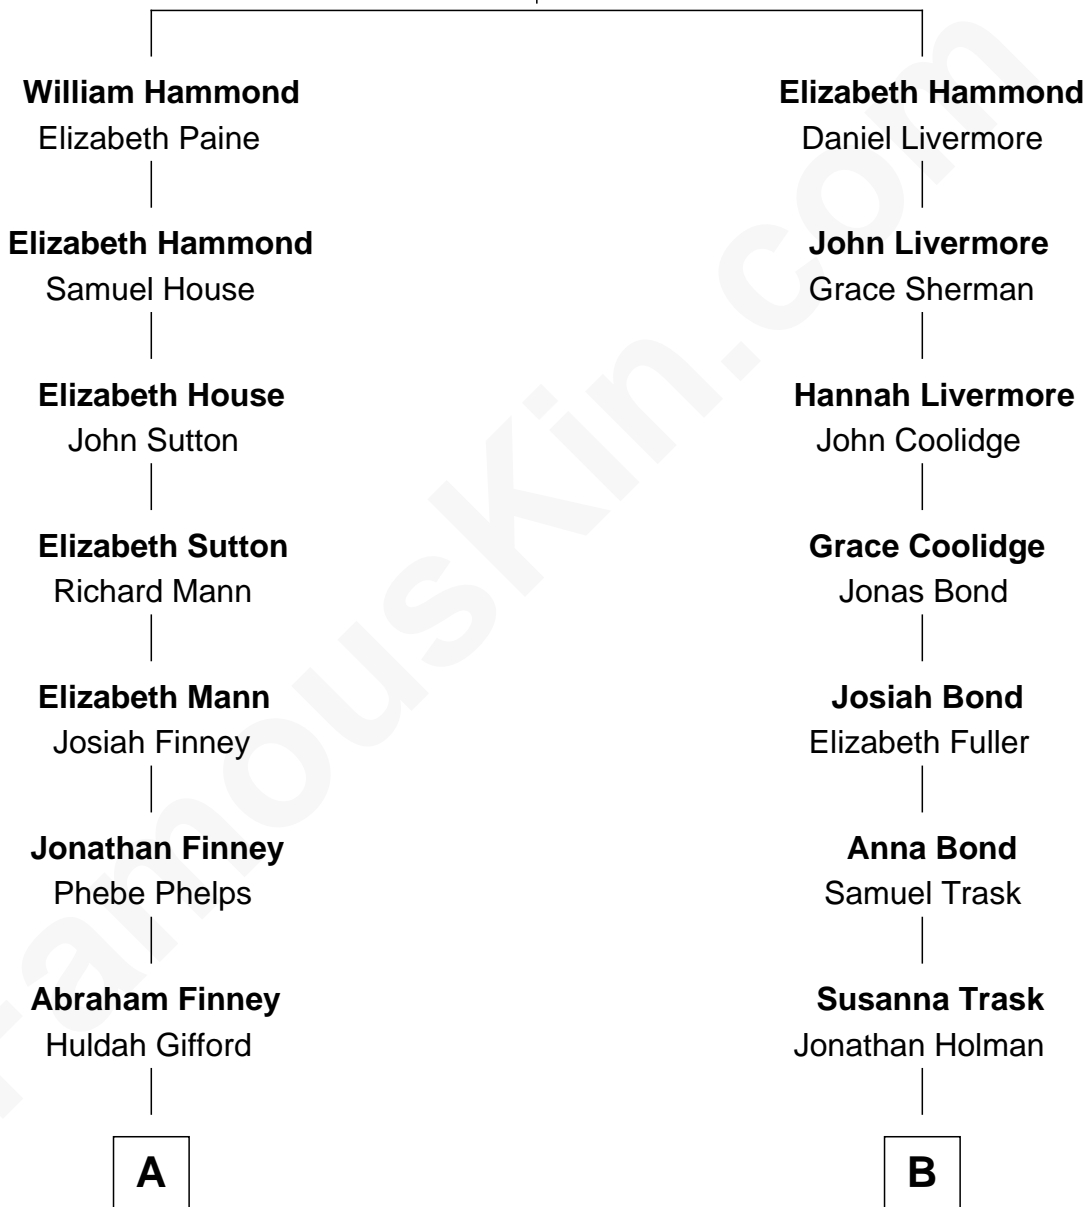 William Hammond
Elizabeth Paine
Elizabeth Hammond
Daniel Livermore
Elizabeth Hammond
Samuel House
John Livermore
Grace Sherman
Elizabeth House
John Sutton
Hannah Livermore
John Coolidge
Elizabeth Sutton
Richard Mann
Grace Coolidge
Jonas Bond
Elizabeth Mann
Josiah Finney
Josiah Bond
Elizabeth Fuller
Jonathan Finney
Phebe Phelps
Anna Bond
Samuel Trask
Abraham Finney
Huldah Gifford
Susanna Trask
Jonathan Holman
A
B
FamousKin.com